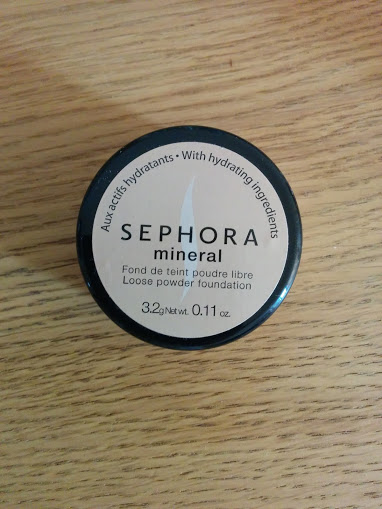 Aux actifs hydratants • With hydrating ingredients
SEPHORA
mineral
Fond de teint poudre libre
Loose powder foundation
3.2g Net wt. 0.11 oz.